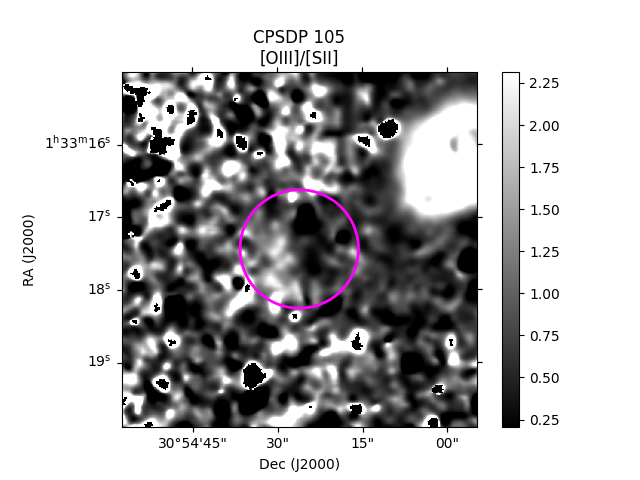 CPSDP 105
[OIII]/[SII]
RA (J2000)
1ʰ33ᵐ16ˢ
17ˢ
18ˢ
19ˢ
30°54'45"
30"
15"
00"
Dec (J2000)
2.25
2.00
1.75
1.50
1.25
1.00
0.75
0.50
0.25